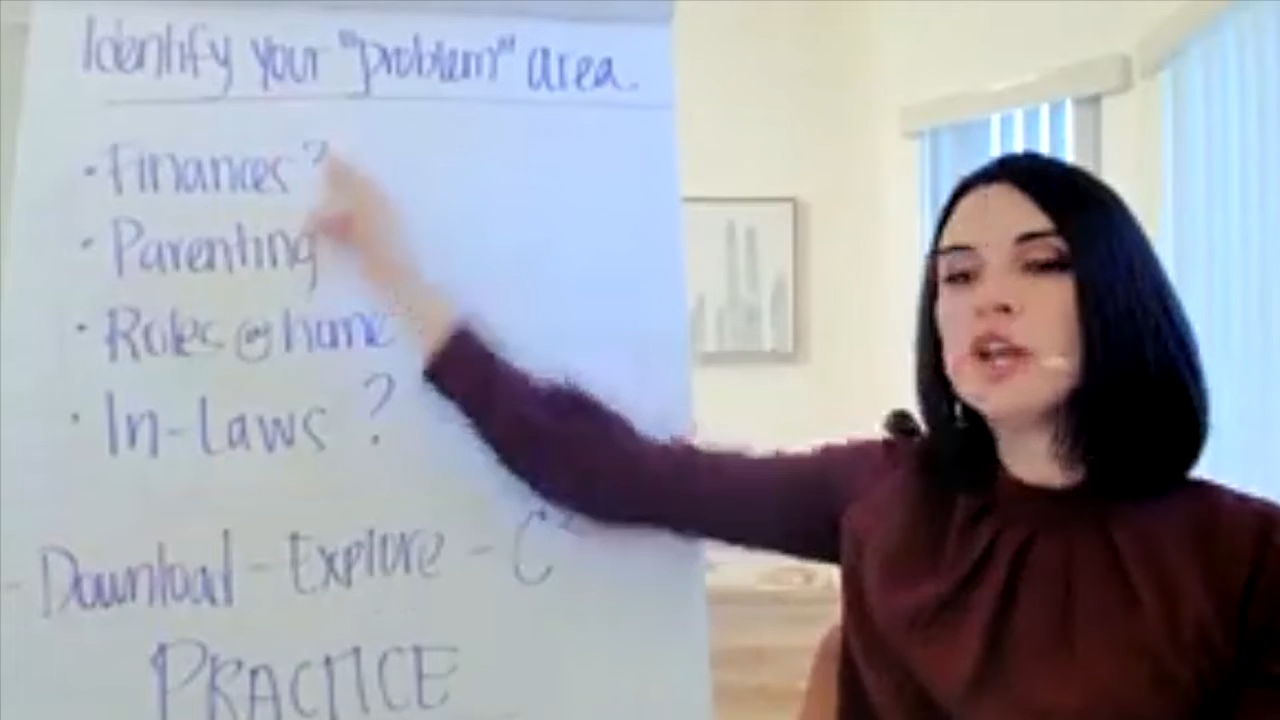 Identify your "problem" area.
· Finances?
· Parenting
· Roles @ home
· In-Laws ?
- Download - Explore - C
PRACTICE